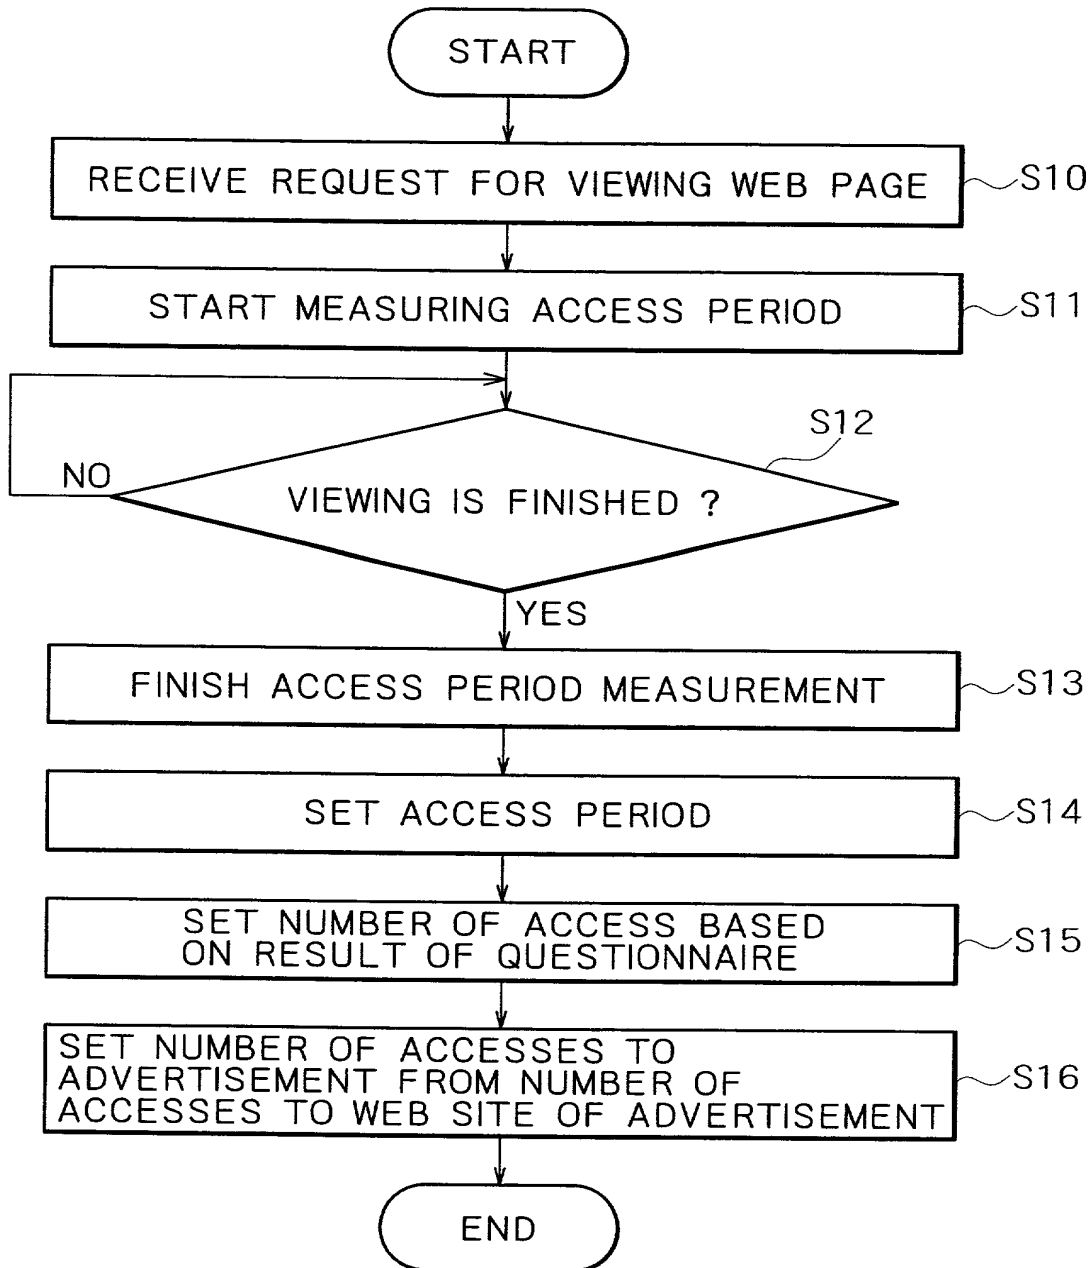 START
RECEIVE REQUEST FOR VIEWING WEB PAGE
S10
START MEASURING ACCESS PERIOD
S11
S12
NO
VIEWING IS FINISHED ?
YES
FINISH ACCESS PERIOD MEASUREMENT
S13
SET ACCESS PERIOD
S14
SET NUMBER OF ACCESS BASED
ON RESULT OF QUESTIONNAIRE
S15
SET NUMBER OF ACCESSES TO
ADVERTISEMENT FROM NUMBER OF
ACCESSES TO WEB SITE OF ADVERTISEMENT
S16
END